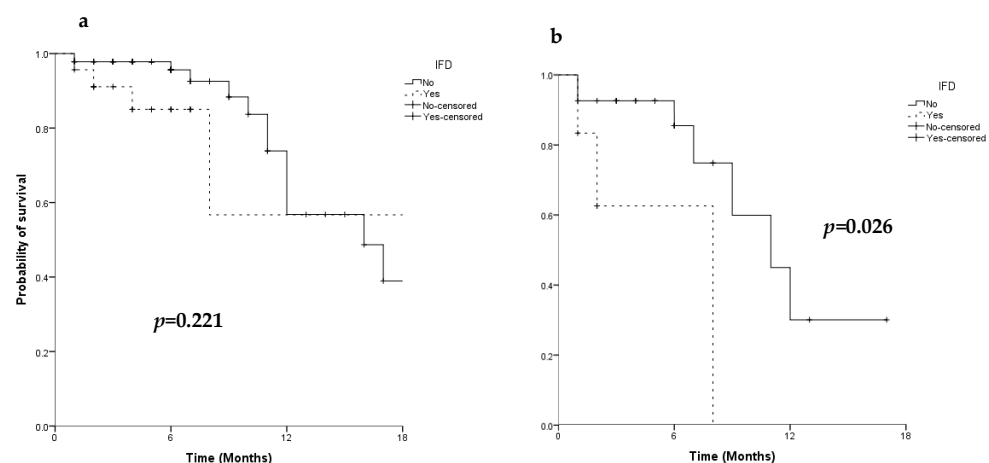 a
IFD
No
Yes
No-censored
Yes-censored
Probability of survival
1.0
0.8
0.6
0.4
0.2
0.0
p=0.221
0
6
12
18
Time (Months)
b
IFD
No
Yes
No-censored
Yes-censored
1.0
0.8
0.6
0.4
0.2
0.0
p=0.026
0
6
12
18
Time (Months)